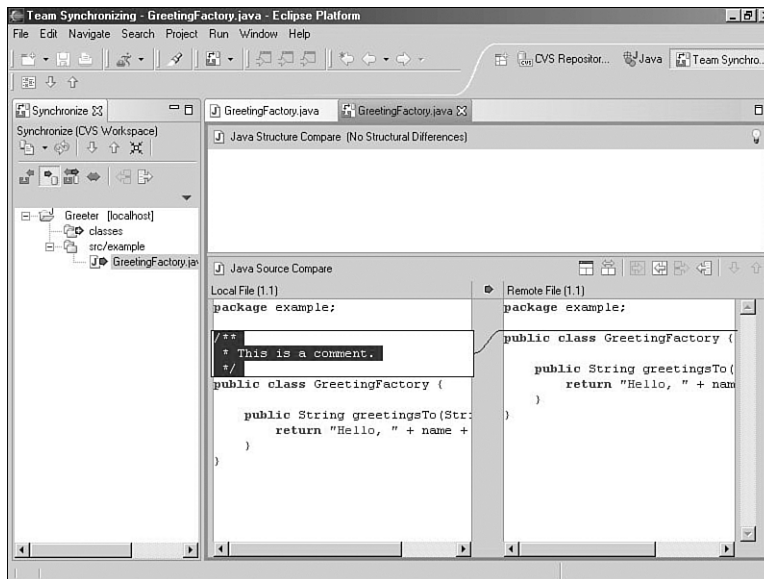 Team Synchronizing - GreetingFactory.java - Eclipse Platform
File Edit Navigate Search Project Run Window Help
CVS Repositor... Java Team Synchro...
Synchronize
GreetingFactory.java GreetingFactory.java
Synchronize (CVS Workspace)
Java Structure Compare (No Structural Differences)
Greeter [localhost]
classes
src/example
GreetingFactory.jav
Java Source Compare
Local File (1.1) Remote File (1.1)
package example;
/**
* This is a comment.
*/
public class GreetingFactory {
public String greetingsTo(Str:
return "Hello, " + name +
}
}
package example;
public class GreetingFactory {
public String greetingsTo(
return "Hello, " + nam
}
}